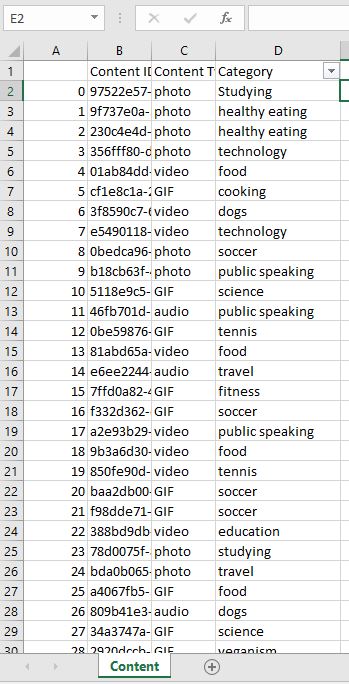 E2 fx
A B C D
1 Content ID Content T Category
2 0 97522e57- photo Studying
3 1 9f737e0a- photo healthy eating
4 2 230c4e4d- photo healthy eating
5 3 356fff80-d photo technology
6 4 01ab84dd- video food
7 5 cf1e8c1a-2 GIF cooking
8 6 3f8590c7-6 video dogs
9 7 e5490118- video technology
10 8 0bedca96- photo soccer
11 9 b18cb63f- photo public speaking
12 10 5118e9c5- GIF science
13 11 46fb701d- audio public speaking
14 12 0be59876- GIF tennis
15 13 81abd65a- video food
16 14 e6ee2244 audio travel
17 15 7ffd0a82-4 GIF fitness
18 16 f332d362- GIF soccer
19 17 a2e93b29- video public speaking
20 18 9b3a6d30- video food
21 19 850fe90d- video tennis
22 20 baa2db00 GIF soccer
23 21 f98dde71- GIF soccer
24 22 388bd9db video education
25 23 78d0075f- photo studying
26 24 bda0b065- photo travel
27 25 a4067fb5- GIF food
28 26 809b41e3- audio dogs
29 27 34a3747a- GIF science
30 28 2920dccb- GIF veganism
Content